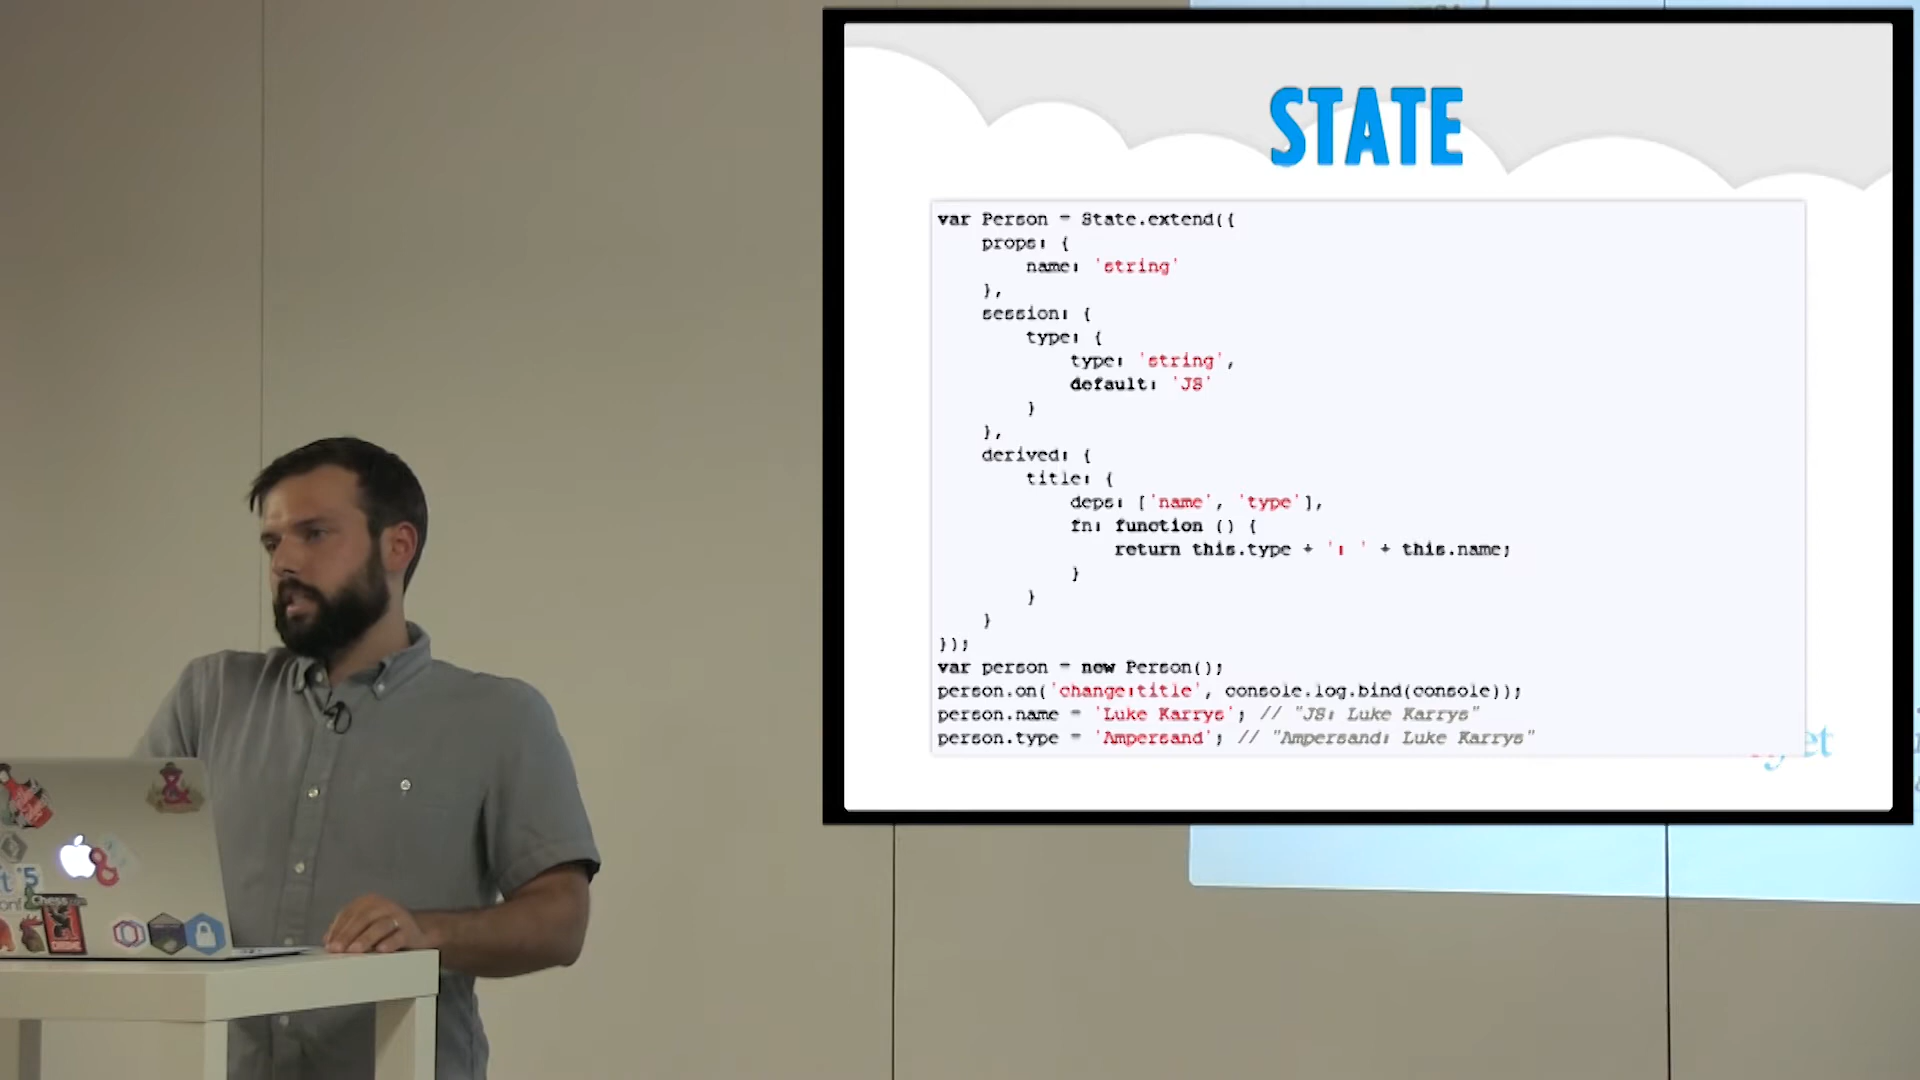 STATE
var Person = State.extend({
    props: {
        name: 'string'
    },
    session: {
        type: {
            type: 'string',
            default: 'JS'
        }
    },
    derived: {
        title: {
            deps: ['name', 'type'],
            fn: function () {
                return this.type + ': ' + this.name;
            }
        }
    }
});
var person = new Person();
person.on('change:title', console.log.bind(console));
person.name = 'Luke Karrys'; // "JS: Luke Karrys"
person.type = 'Ampersand'; // "Ampersand: Luke Karrys"
&
&
Chess